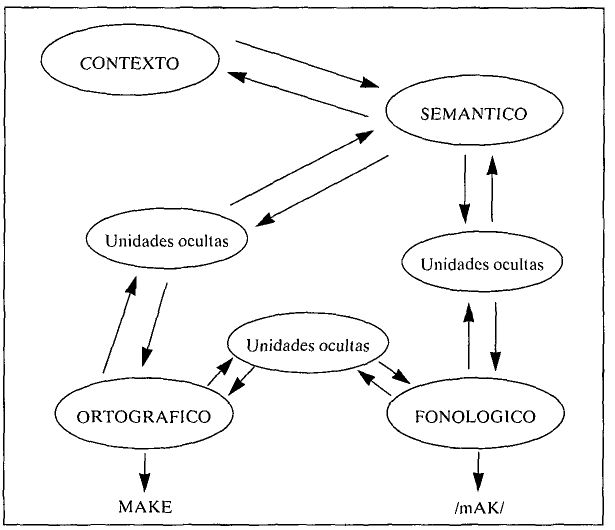 CONTEXTO
SEMANTICO
Unidades ocultas
Unidades ocultas
Unidades ocultas
ORTOGRAFICO
FONOLOGICO
MAKE
/mAK/